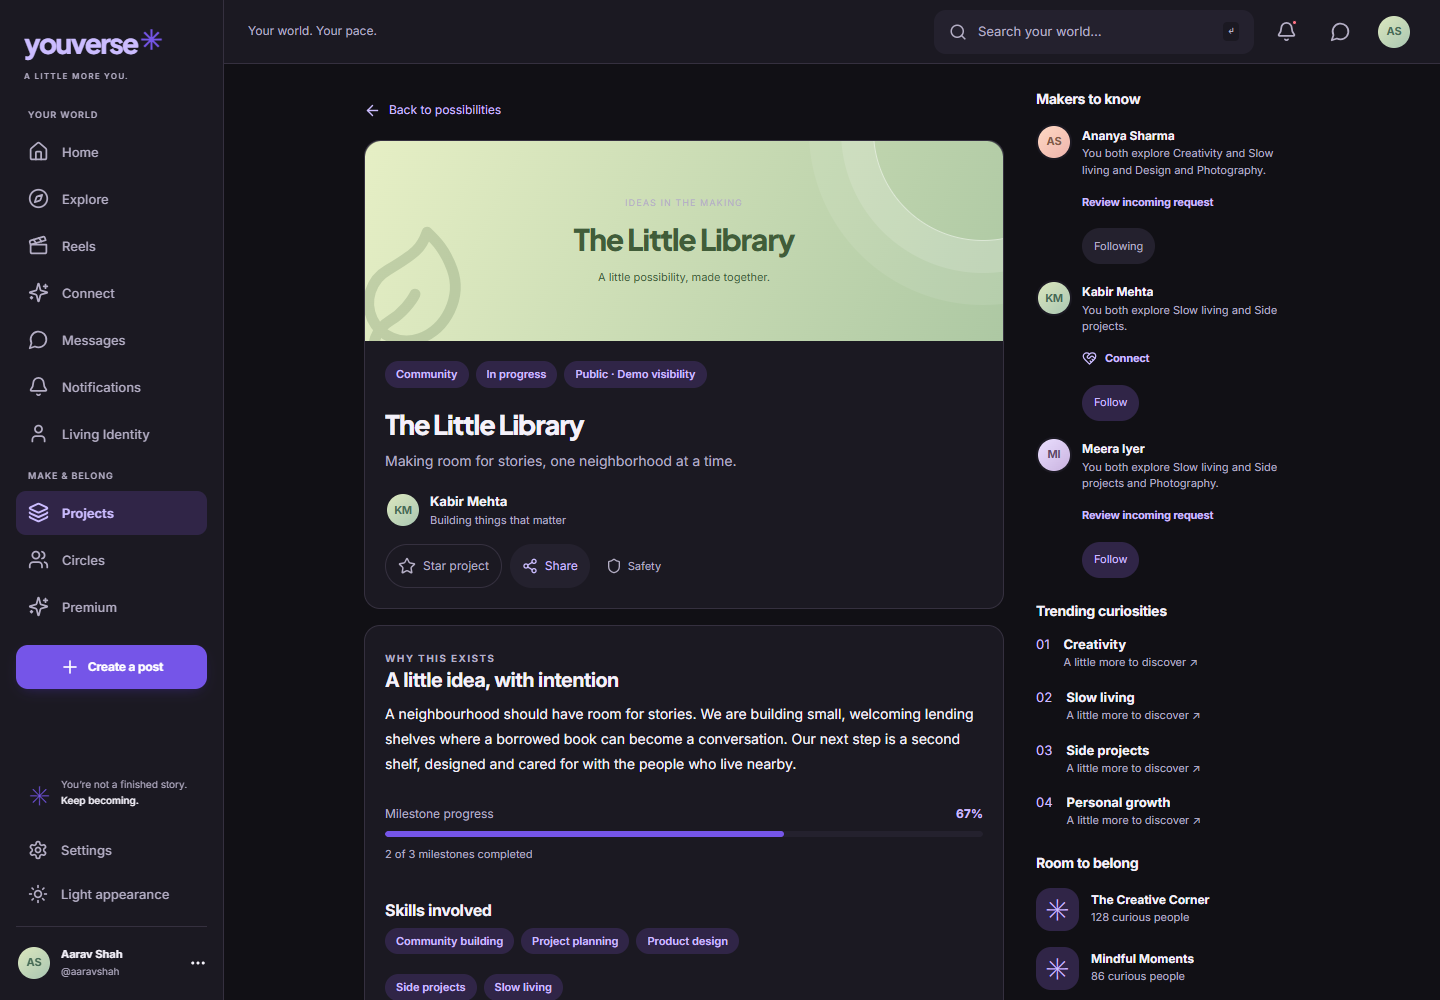 youverse
A LITTLE MORE YOU.
YOUR WORLD
Home
Explore
Reels
Connect
Messages
Notifications
Living Identity
MAKE & BELONG
Projects
Circles
Premium
Create a post
You're not a finished story.
Keep becoming.
Settings
Light appearance
AS
Aarav Shah
@aaravshah
Your world. Your pace.
Search your world...
AS
Back to possibilities
IDEAS IN THE MAKING
The Little Library
A little possibility, made together.
Community
In progress
Public · Demo visibility
The Little Library
Making room for stories, one neighborhood at a time.
KM
Kabir Mehta
Building things that matter
Star project
Share
Safety
WHY THIS EXISTS
A little idea, with intention
A neighbourhood should have room for stories. We are building small, welcoming lending
shelves where a borrowed book can become a conversation. Our next step is a second
shelf, designed and cared for with the people who live nearby.
Milestone progress
67%
2 of 3 milestones completed
Skills involved
Community building
Project planning
Product design
Side projects
Slow living
Makers to know
AS
Ananya Sharma
You both explore Creativity and Slow
living and Design and Photography.
Review incoming request
Following
KM
Kabir Mehta
You both explore Slow living and Side
projects.
Connect
Follow
MI
Meera Iyer
You both explore Slow living and Side
projects and Photography.
Review incoming request
Follow
Trending curiosities
01 Creativity
A little more to discover ↗
02 Slow living
A little more to discover ↗
03 Side projects
A little more to discover ↗
04 Personal growth
A little more to discover ↗
Room to belong
The Creative Corner
128 curious people
Mindful Moments
86 curious people